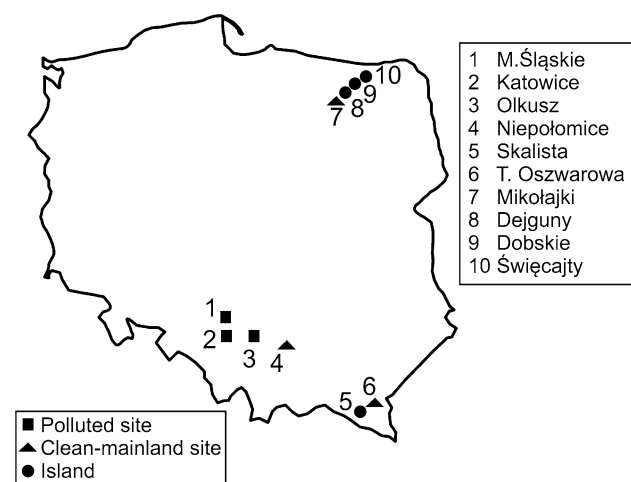 10
9
8
7
1 M.Śląskie
2 Katowice
3 Olkusz
4 Niepołomice
5 Skalista
6 T. Oszwarowa
7 Mikołajki
8 Dejguny
9 Dobskie
10 Święcajty
1
2
3
4
5
6
Polluted site
Clean-mainland site
Island